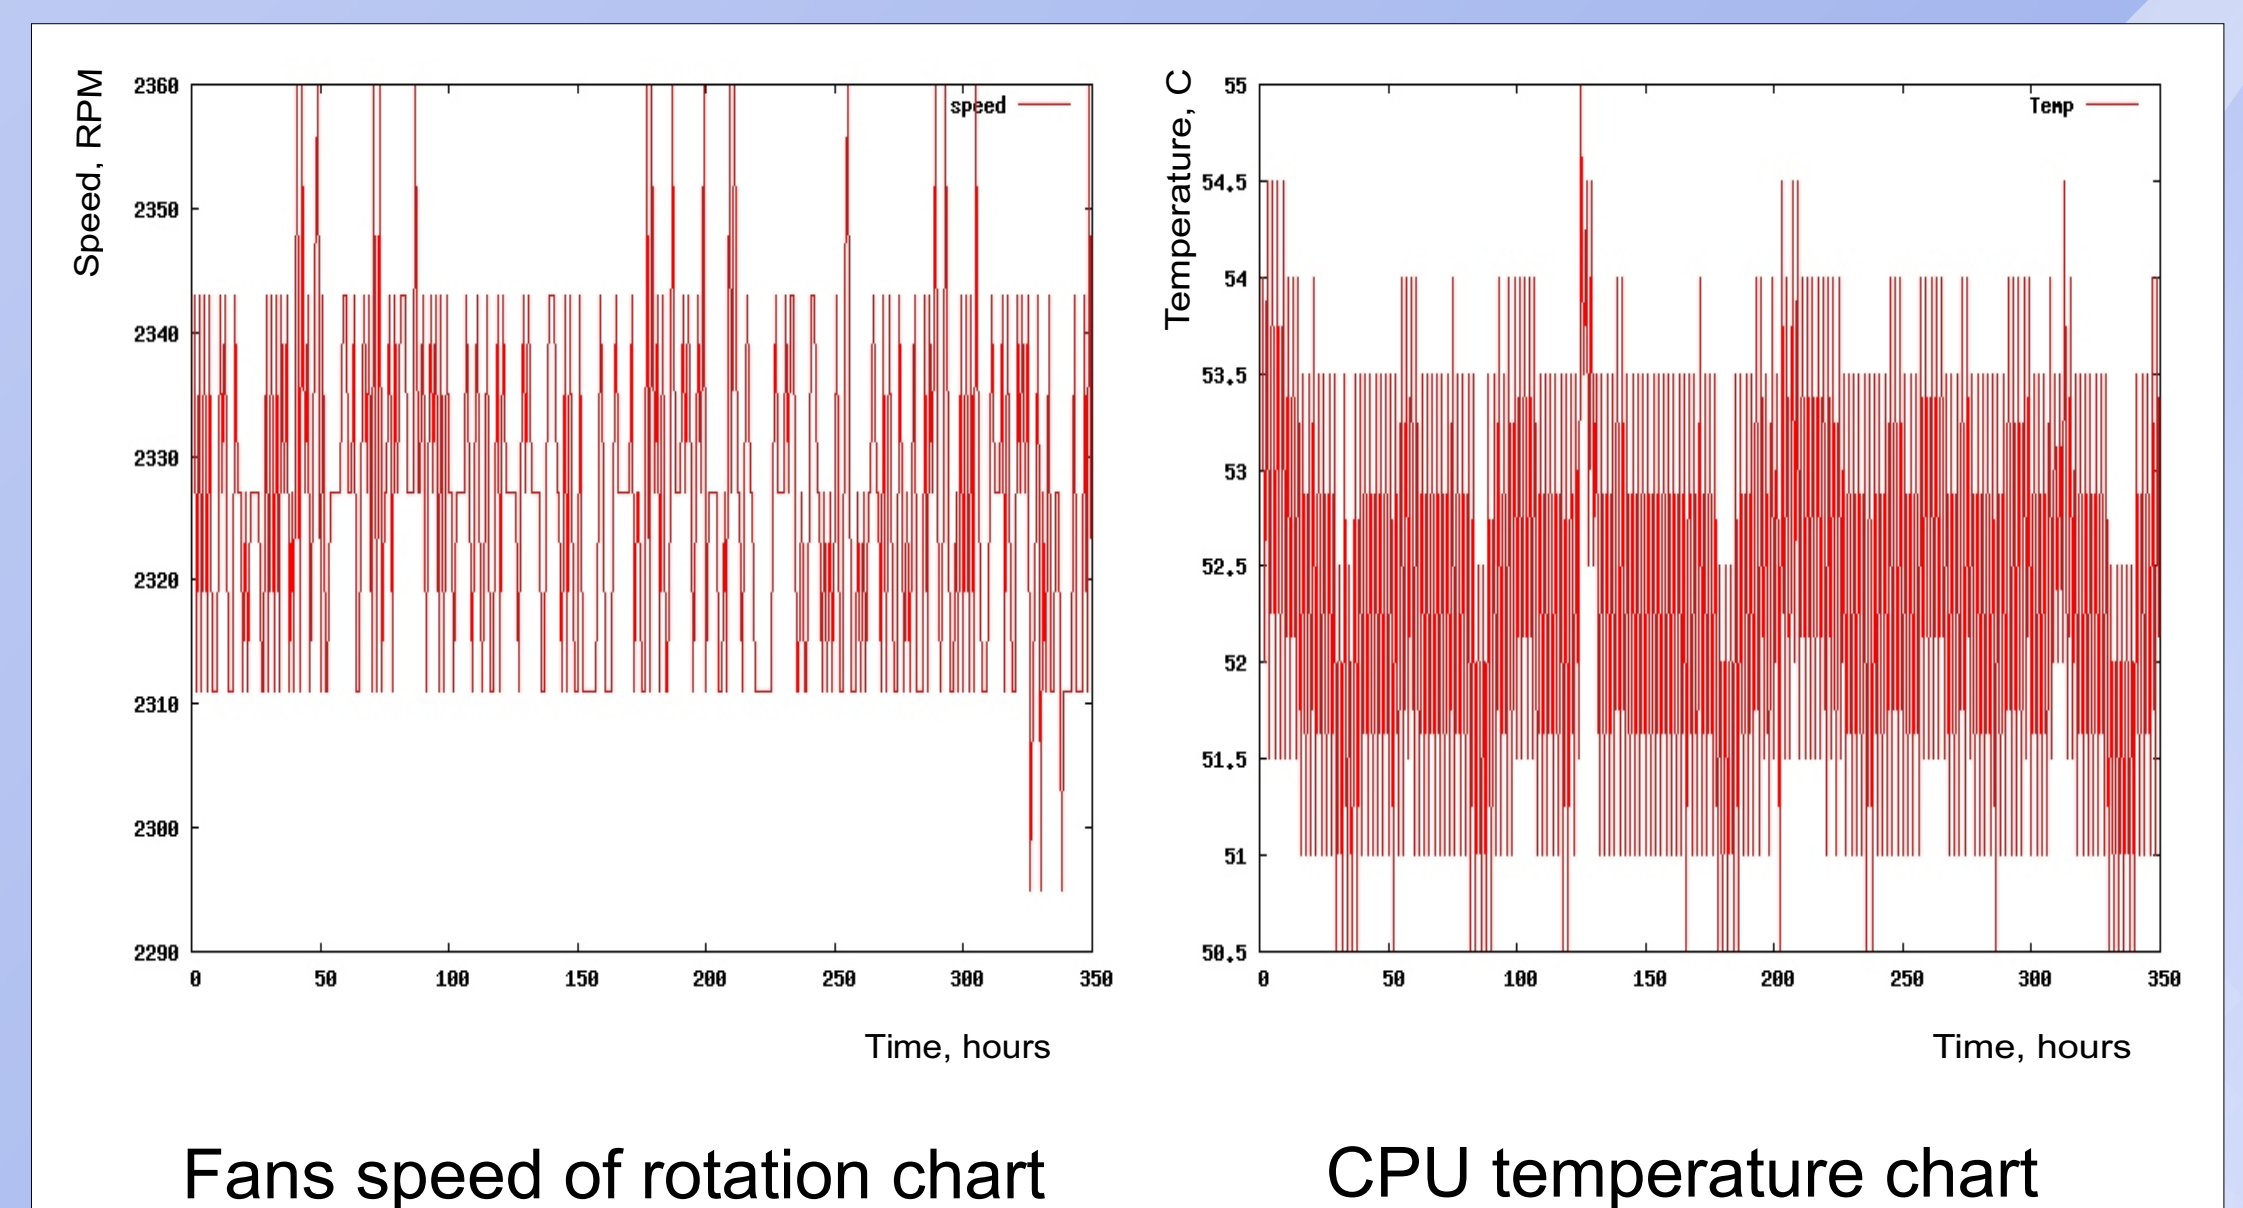 Speed, RPM
2360
2350
2340
2330
2320
2310
2300
2290
speed
0 50 100 150 200 250 300 350
Time, hours
Fans speed of rotation chart
Temperature, C
55
54.5
54
53.5
53
52.5
52
51.5
51
50.5
Temp
0 50 100 150 200 250 300 350
Time, hours
CPU temperature chart